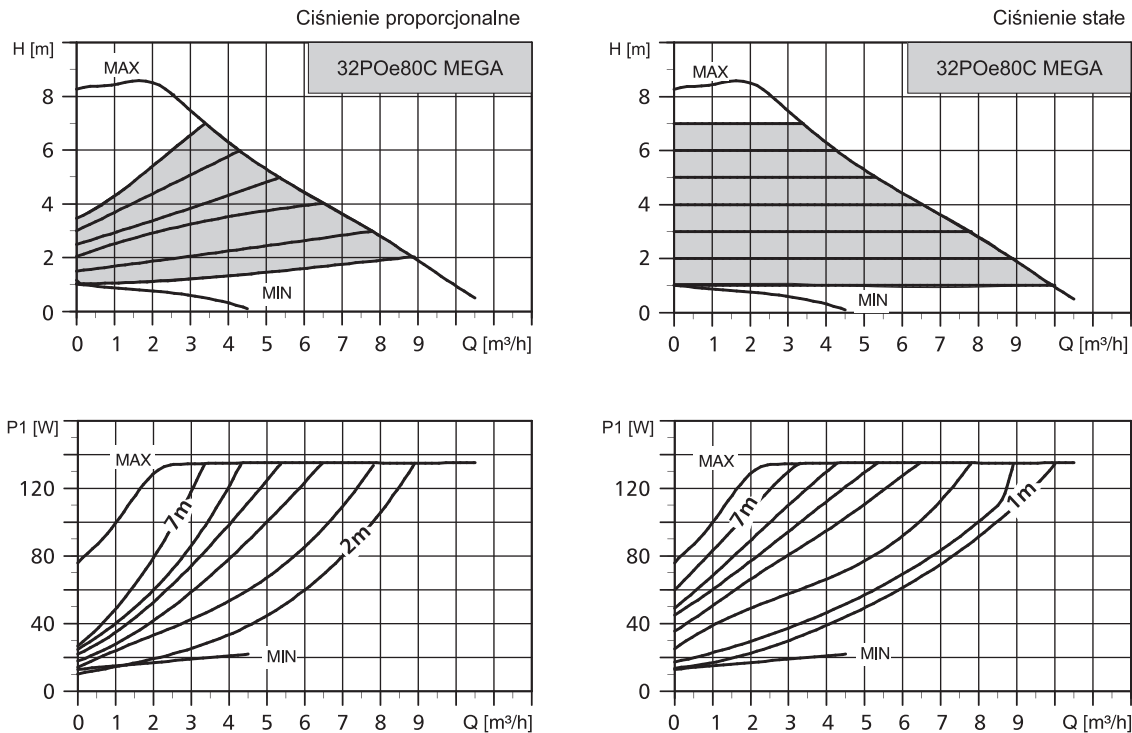 Ciśnienie proporcjonalne
H [m]
32POe80C MEGA
MAX
8
6
4
2
0
MIN
0 1 2 3 4 5 6 7 8 9 Q [m³/h]
Ciśnienie stałe
H [m]
32POe80C MEGA
MAX
8
6
4
2
0
MIN
0 1 2 3 4 5 6 7 8 9 Q [m³/h]
P1 [W]
MAX
120
80
40
0
7m
2m
MIN
0 1 2 3 4 5 6 7 8 9 Q [m³/h]
P1 [W]
MAX
120
80
40
0
7m
1m
MIN
0 1 2 3 4 5 6 7 8 9 Q [m³/h]